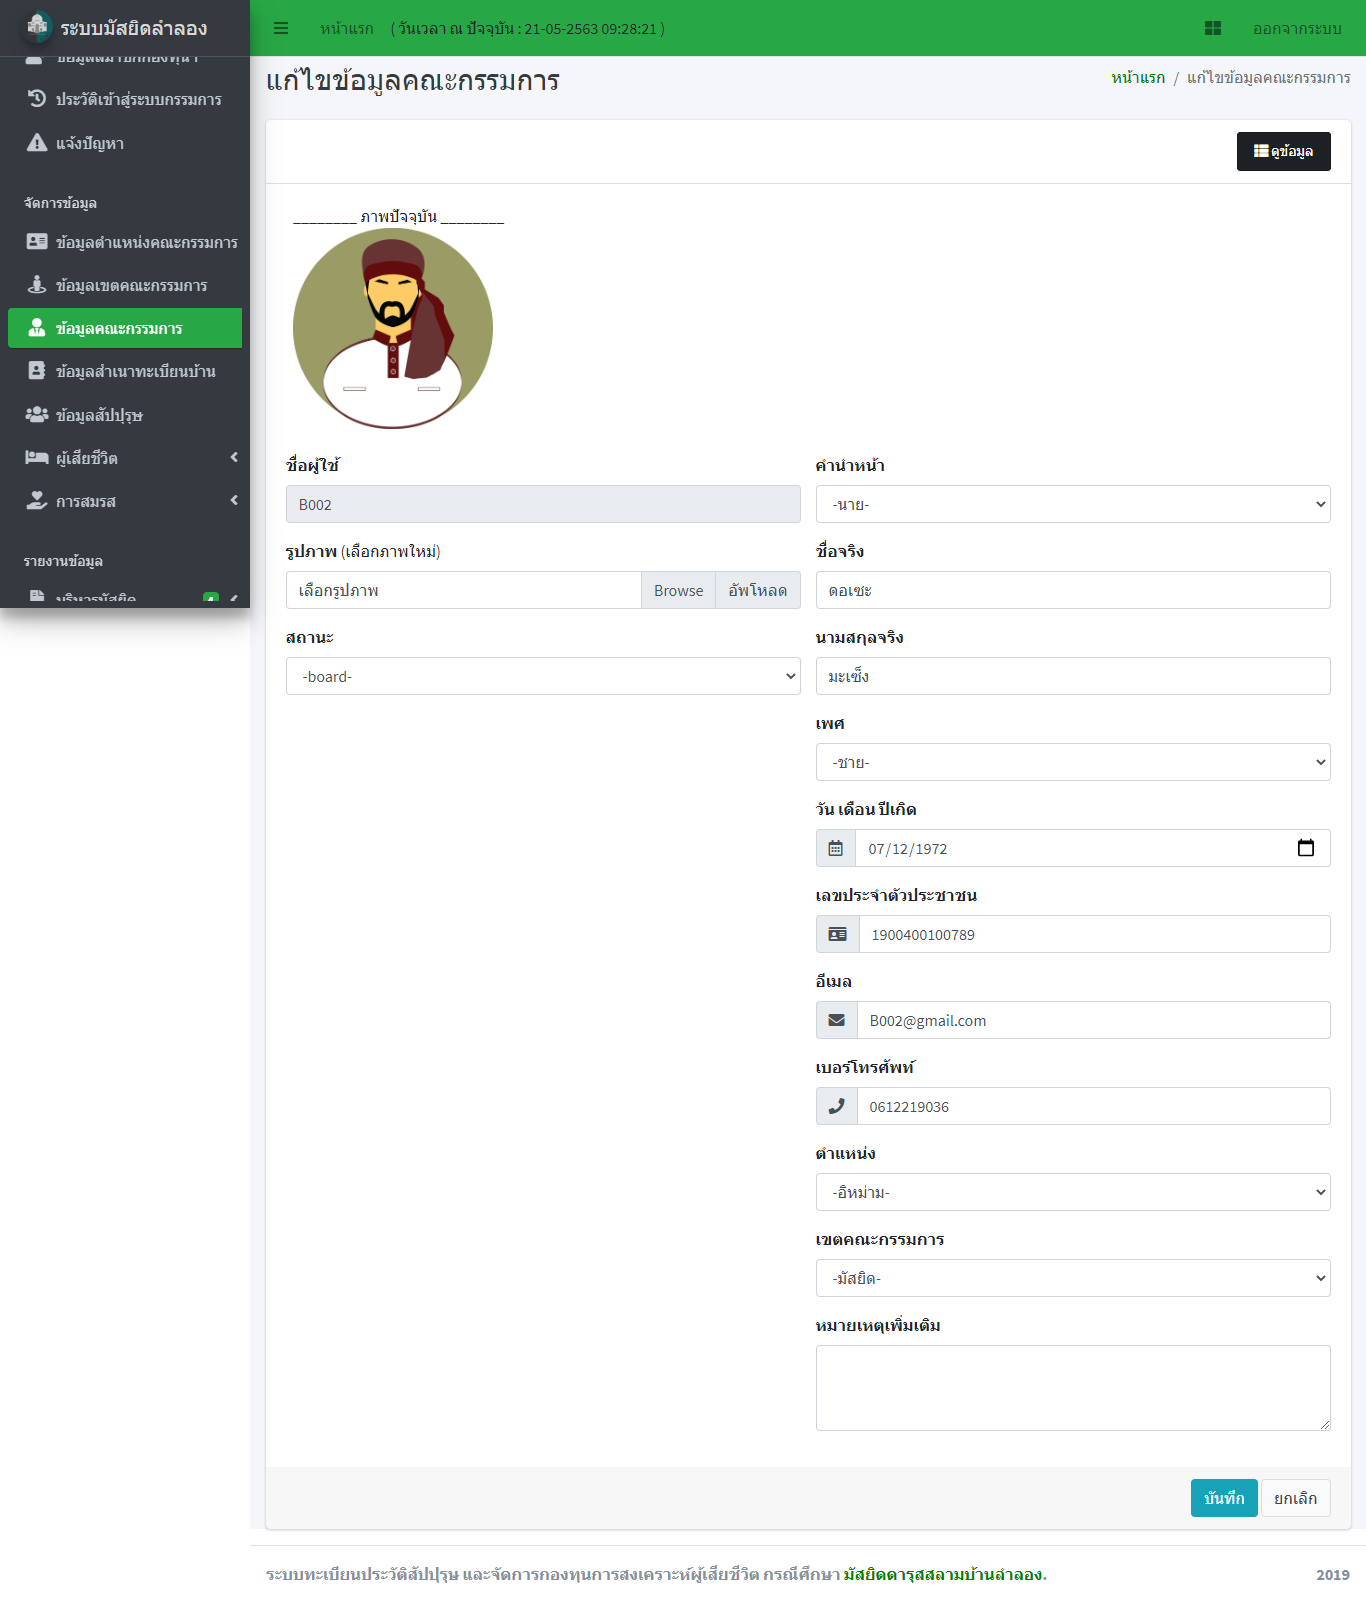 ระบบมัสยิดลำลอง
ข้อมูลสมาชิกกองทุนฯ
ประวัติเข้าสู่ระบบกรรมการ
แจ้งปัญหา
จัดการข้อมูล
ข้อมูลตำแหน่งคณะกรรมการ
ข้อมูลเขตคณะกรรมการ
ข้อมูลคณะกรรมการ
ข้อมูลสำเนาทะเบียนบ้าน
ข้อมูลสัปปุรุษ
ผู้เสียชีวิต
การสมรส
รายงานข้อมูล
บริหารมัสยิด 4
หน้าแรก ( วันเวลา ณ ปัจจุบัน : 21-05-2563 09:28:21 ) ออกจากระบบ
แก้ไขข้อมูลคณะกรรมการ
หน้าแรก / แก้ไขข้อมูลคณะกรรมการ
ดูข้อมูล
________ ภาพปัจจุบัน ________
ชื่อผู้ใช้
B002
รูปภาพ (เลือกภาพใหม่)
เลือกรูปภาพ Browse อัพโหลด
สถานะ
-board-
คำนำหน้า
-นาย-
ชื่อจริง
ดอเซะ
นามสกุลจริง
มะเซ็ง
เพศ
-ชาย-
วัน เดือน ปีเกิด
07/12/1972
เลขประจำตัวประชาชน
1900400100789
อีเมล
B002@gmail.com
เบอร์โทรศัพท์
0612219036
ตำแหน่ง
-อิหม่าม-
เขตคณะกรรมการ
-มัสยิด-
หมายเหตุเพิ่มเติม
บันทึก ยกเลิก
ระบบทะเบียนประวัติสัปปุรุษ และจัดการกองทุนการสงเคราะห์ผู้เสียชีวิต กรณีศึกษา มัสยิดดารุสสลามบ้านลำลอง. 2019